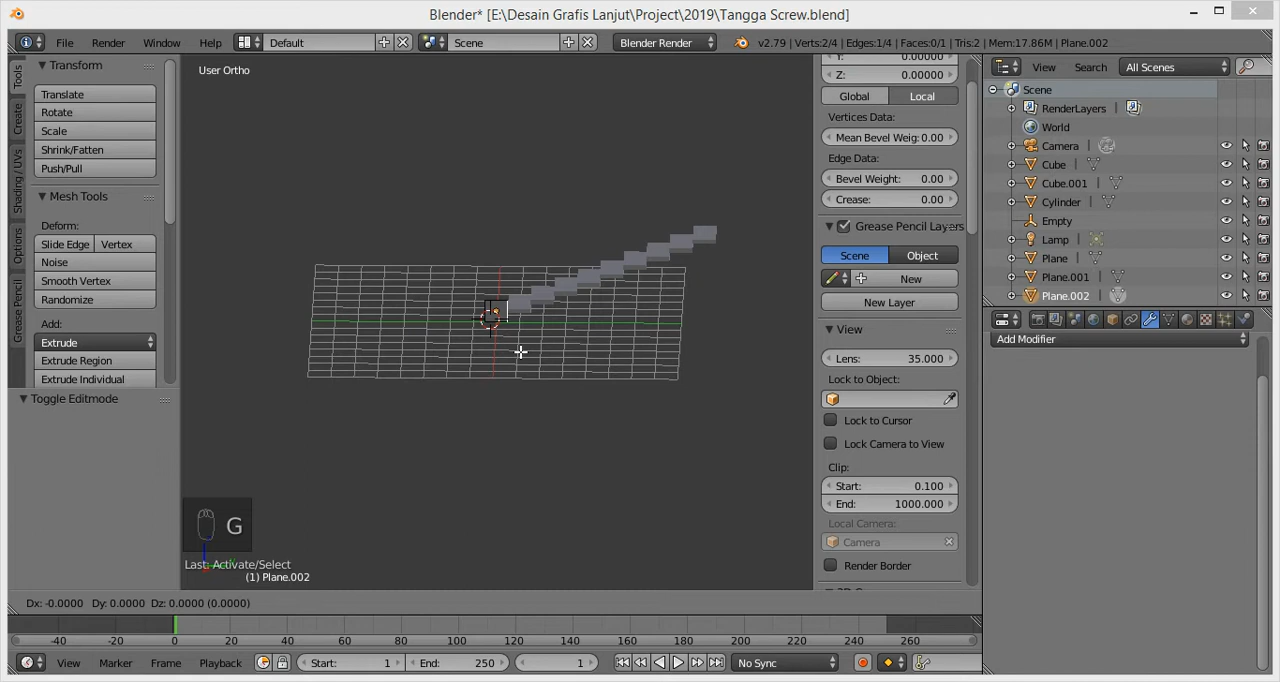 Blender* [E:\Desain Grafis Lanjut\Project\2019\Tangga Screw.blend]
File Render Window Help Default Scene Blender Render v2.79 | Verts:2/4 | Edges:1/4 | Faces:0/1 | Tris:2 | Mem:17.86M | Plane.002
Tools
Create
Shading / UVs
Options
Grease Pencil
Transform
Translate
Rotate
Scale
Shrink/Fatten
Push/Pull
Mesh Tools
Deform:
Slide Edge Vertex
Noise
Smooth Vertex
Randomize
Add:
Extrude
Extrude Region
Extrude Individual
Toggle Editmode
User Ortho
G
Last: Activate/Select
(1) Plane.002
Y: 0.00000
Z: 0.00000
Global Local
Vertices Data:
Mean Bevel Weig: 0.00
Edge Data:
Bevel Weight: 0.00
Crease: 0.00
Grease Pencil Layers
Scene Object
New
New Layer
View
Lens: 35.000
Lock to Object:
Lock to Cursor
Lock Camera to View
Clip:
Start: 0.100
End: 1000.000
Local Camera:
Camera
Render Border
View Search All Scenes
Scene
RenderLayers
World
Camera
Cube
Cube.001
Cylinder
Empty
Lamp
Plane
Plane.001
Plane.002
Add Modifier
Dx: -0.0000 Dy: 0.0000 Dz: 0.0000 (0.0000)
-40 -20 0 20 40 60 80 100 120 140 160 180 200 220 240 260
View Marker Frame Playback Start: 1 End: 250 1 No Sync